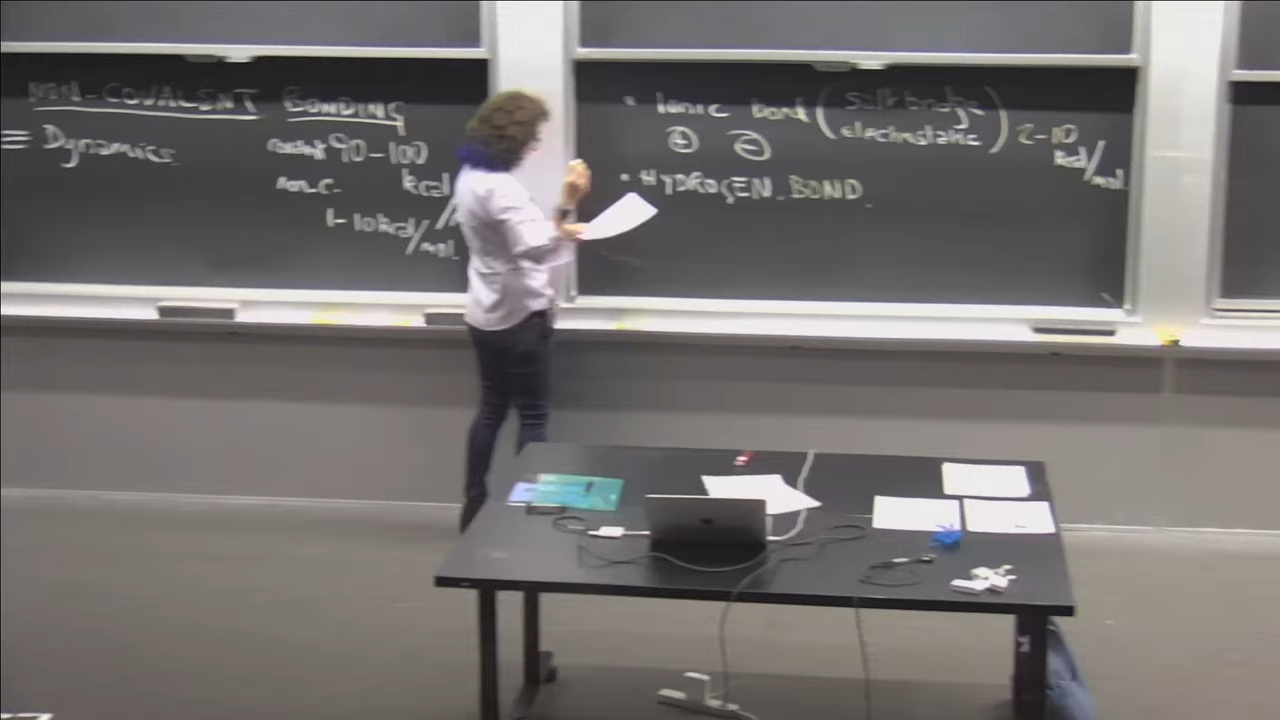 NON-COVALENT BONDING
= Dynamics.
90-100
kcal/
non c.
1-10kcal/mol.
• Ionic bond (salt bridge
electrostatic)
⊕ ⊖
2-10
kcal/mol
• HYDROGEN BOND.